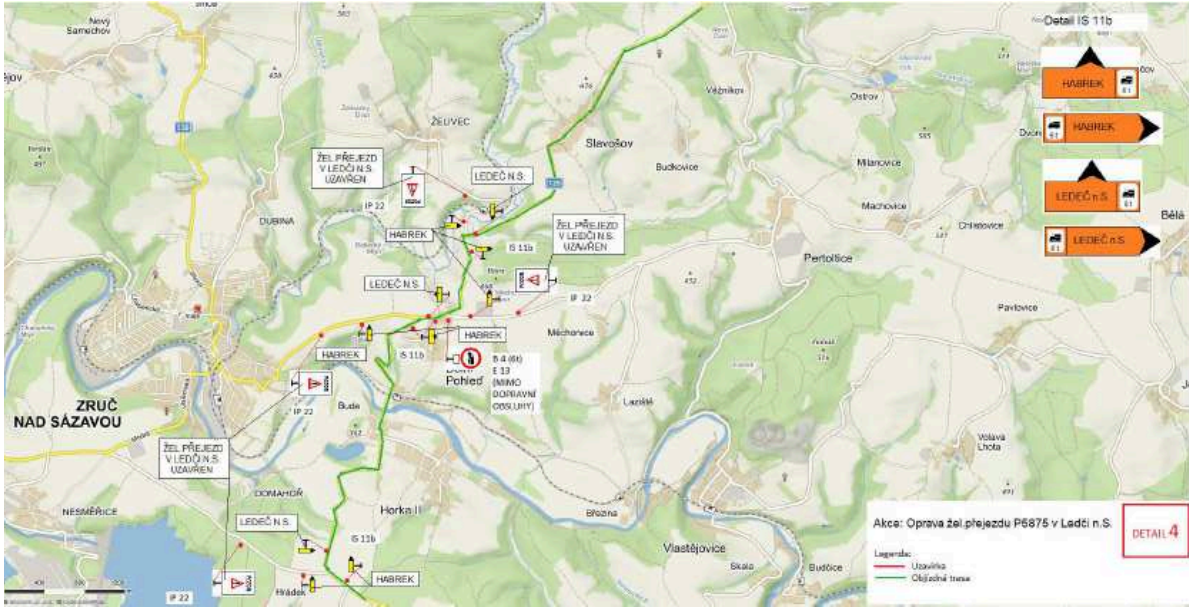 Nový
Samechov
ŽELIVEC
Slavošov
Budkovice
Věžníkov
Ostrov
Milanovice
Machovice
Chlístovice
Pertoltice
Pavlovice
Bělá
Detail IS 11b
HABREK
HABREK
LEDEČ n.S.
LEDEČ n.S.
ŽEL.PŘEJEZD
V LEDČI N.S.
UZAVŘEN
LEDEČ N.S.
IP 22
DUBINA
HABREK
IS 11b
ŽEL.PŘEJEZD
V LEDČI N.S.
UZAVŘEN
LEDEČ N.S.
IP 22
Měchonice
HABREK
IS 11b
HABREK
B 4 (6t)
E 13
(MIMO
DOPRAVNÍ
OBSLUHY)
Pohleď
ZRUČ
NAD SÁZAVOU
IP 22
Buda
Laziště
ŽEL.PŘEJEZD
V LEDČI N.S.
UZAVŘEN
Volavá
Lhota
DOMAHOŘ
NESMĚŘICE
Horka II
Březina
LEDEČ N.S.
IS 11b
Vlastějovice
Skala
Budčice
HABREK
Hrádek
IP 22
Akce: Oprava žel.přejezdu P5875 v Ledči n.S.
DETAIL 4
Legenda:
Uzavírka
Objízdná trasa